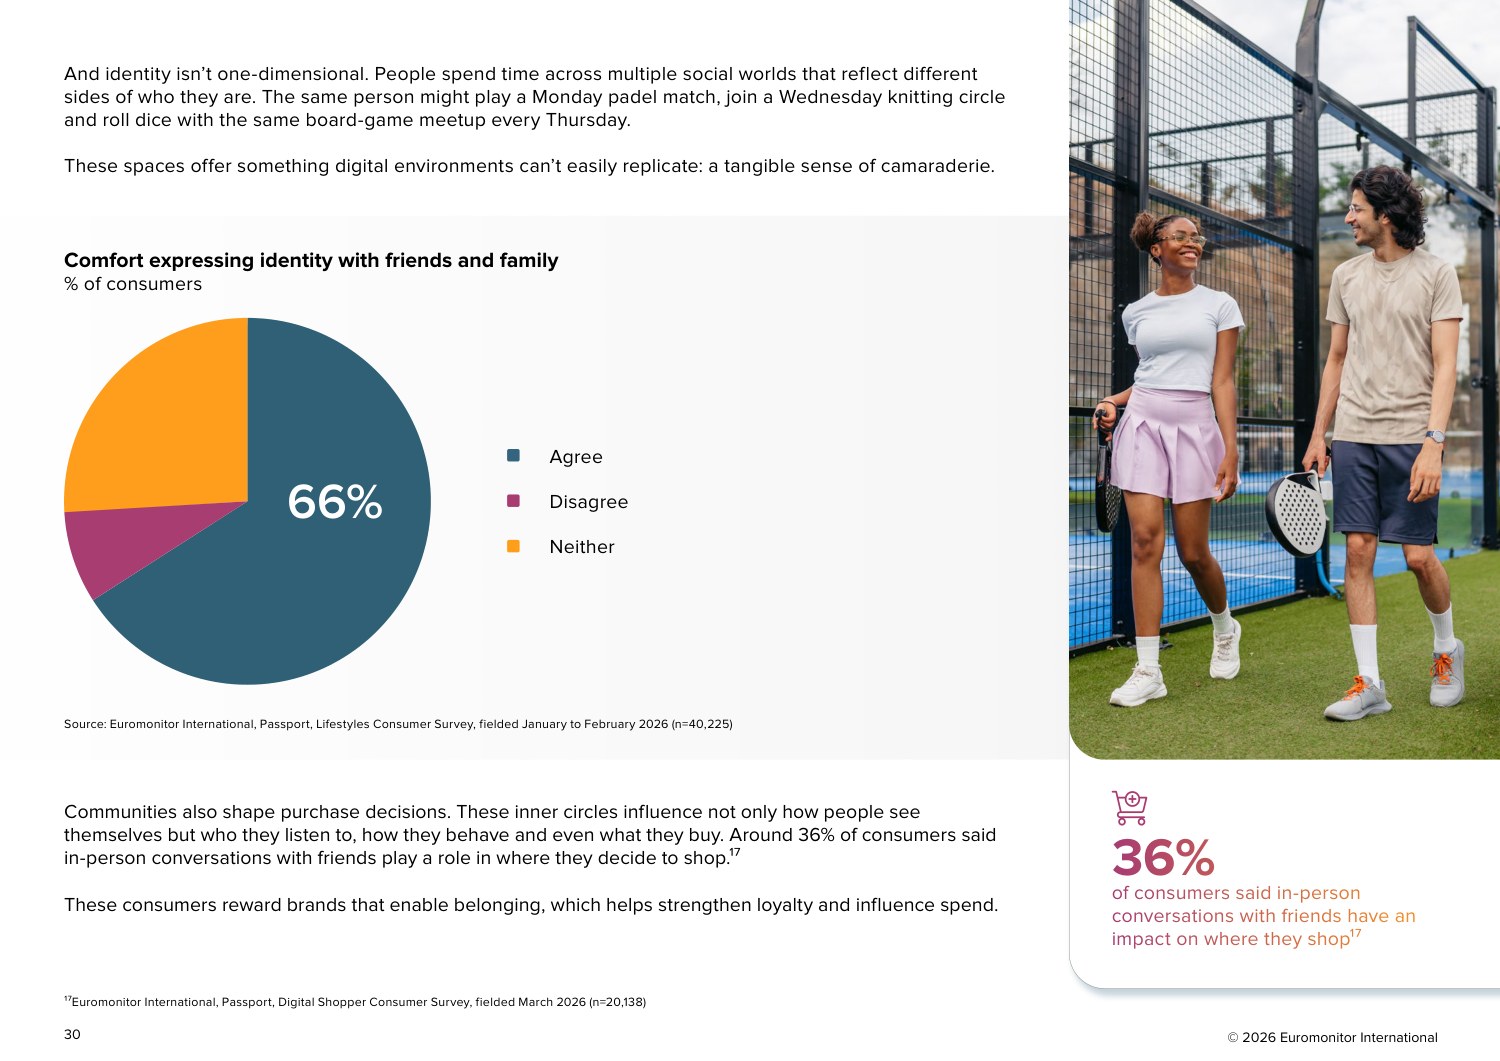 And identity isn’t one-dimensional. People spend time across multiple social worlds that reflect different
sides of who they are. The same person might play a Monday padel match, join a Wednesday knitting circle
and roll dice with the same board-game meetup every Thursday.
These spaces offer something digital environments can’t easily replicate: a tangible sense of camaraderie.
Comfort expressing identity with friends and family
% of consumers
66%
Agree
Disagree
Neither
Source: Euromonitor International, Passport, Lifestyles Consumer Survey, fielded January to February 2026 (n=40,225)
Communities also shape purchase decisions. These inner circles influence not only how people see
themselves but who they listen to, how they behave and even what they buy. Around 36% of consumers said
in-person conversations with friends play a role in where they decide to shop.¹⁷
These consumers reward brands that enable belonging, which helps strengthen loyalty and influence spend.
36%
of consumers said in-person
conversations with friends have an
impact on where they shop¹⁷
¹⁷Euromonitor International, Passport, Digital Shopper Consumer Survey, fielded March 2026 (n=20,138)
30
© 2026 Euromonitor International